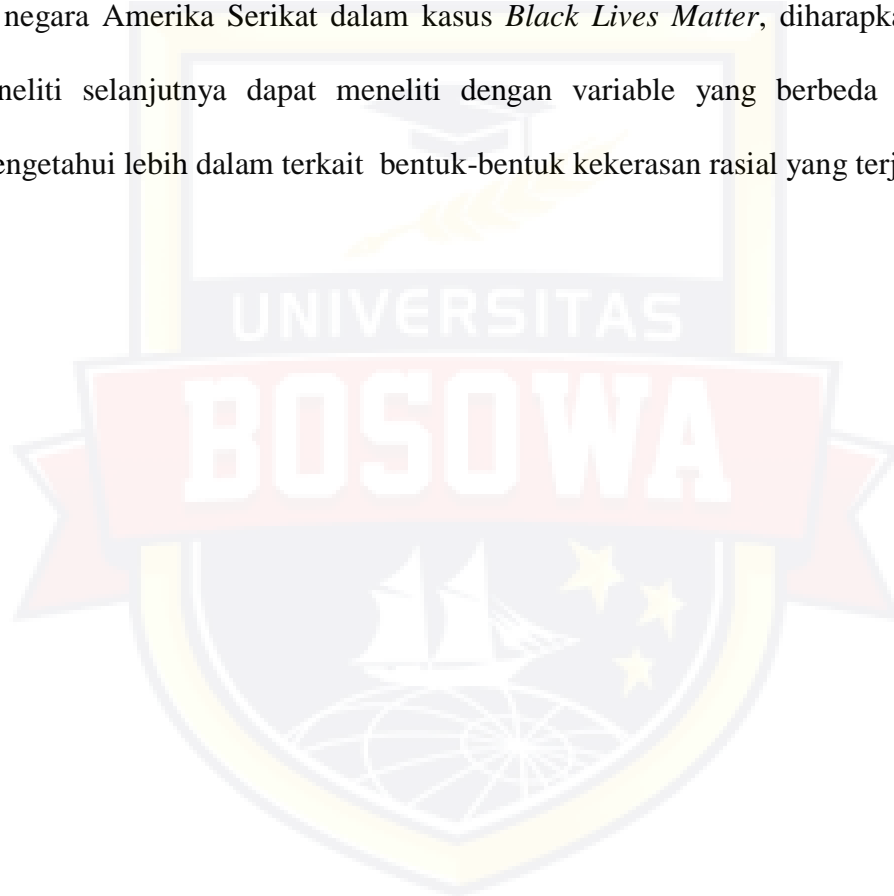 negara Amerika Serikat dalam kasus Black Lives Matter, diharapka
neliti selanjutnya dapat meneliti dengan variable yang berbeda
engetahui lebih dalam terkait bentuk-bentuk kekerasan rasial yang terj
UNIVERSITAS
BOSOWA